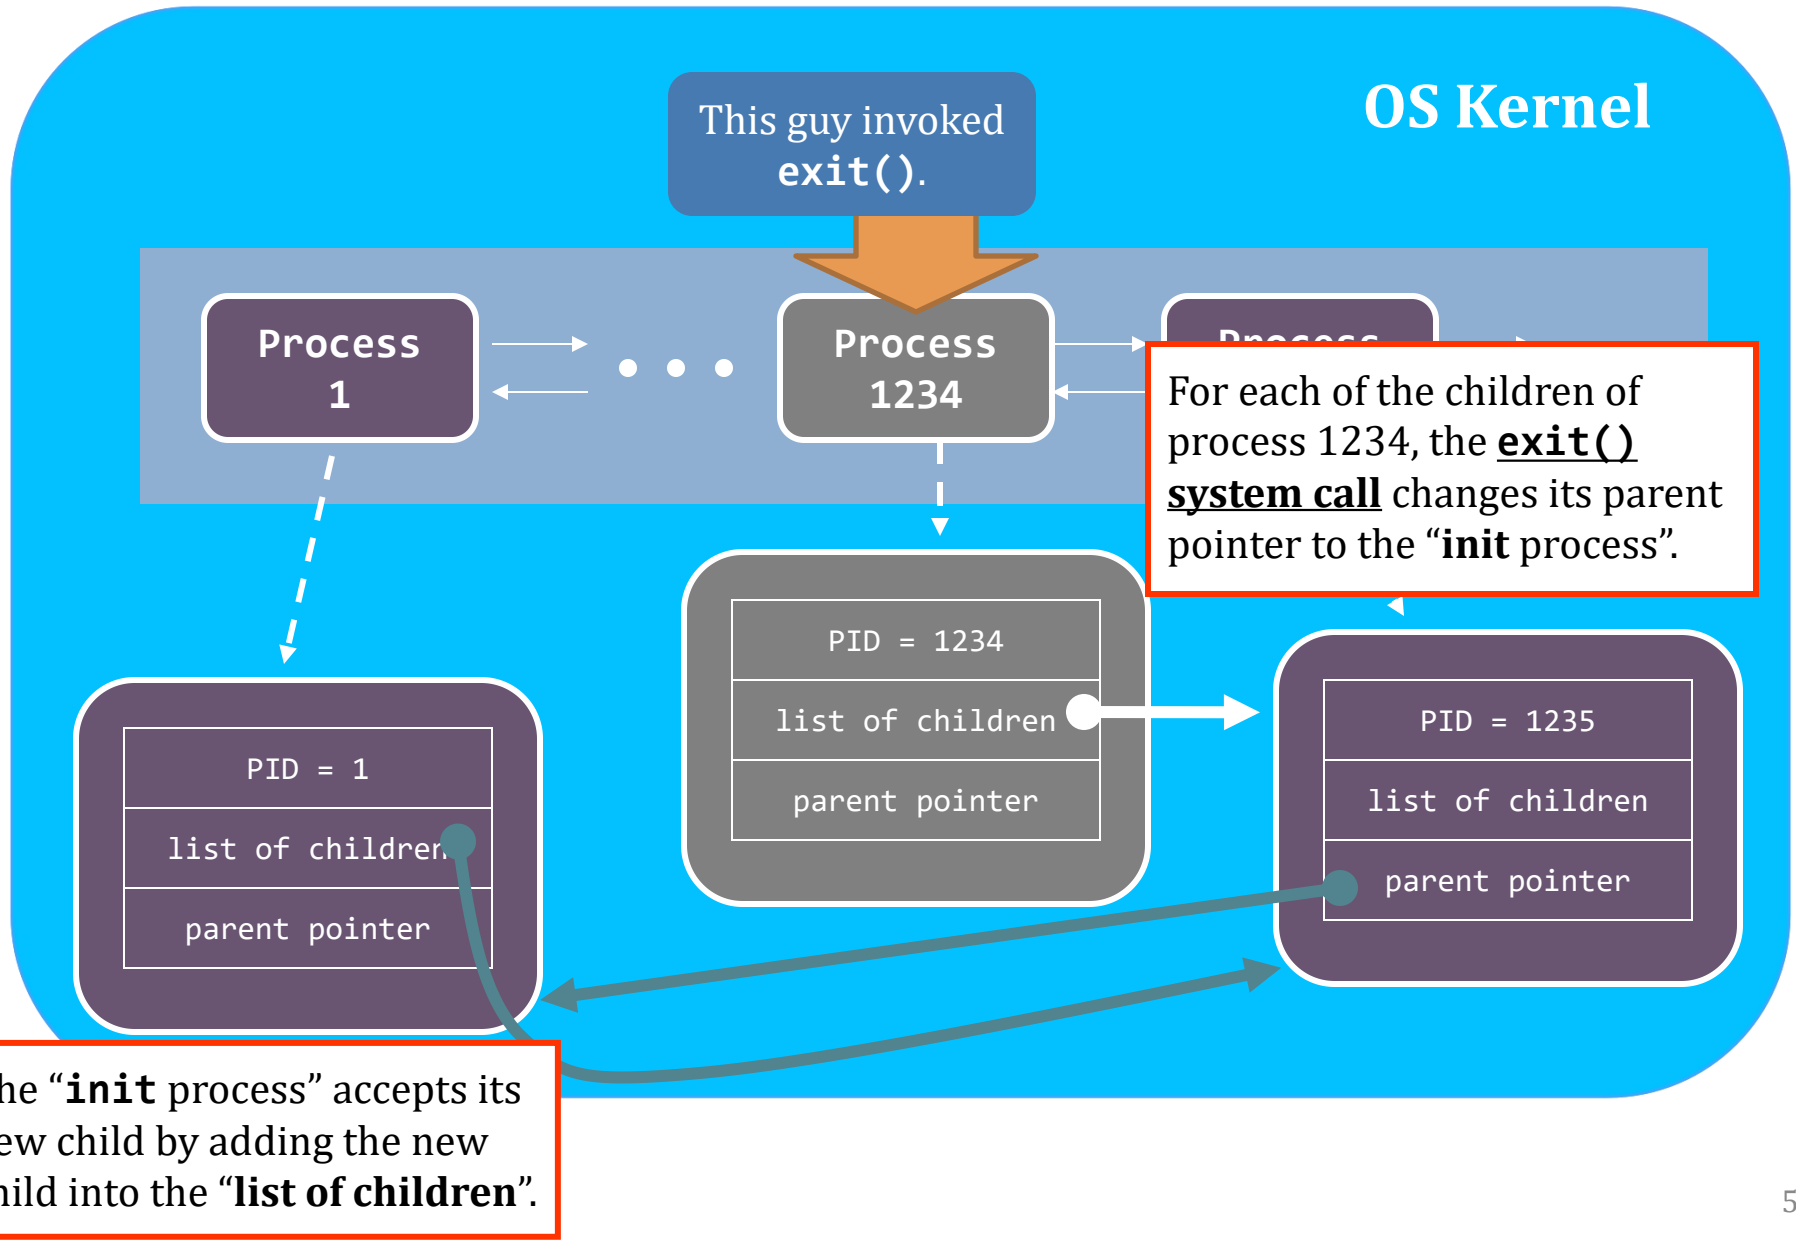 OS Kernel
This guy invoked
exit().
Process
1
Process
1234
Process
For each of the children of
process 1234, the exit()
system call changes its parent
pointer to the “init process”.
PID = 1234
list of children
parent pointer
PID = 1235
list of children
parent pointer
PID = 1
list of children
parent pointer
he “init process” accepts its
ew child by adding the new
hild into the “list of children”.
5